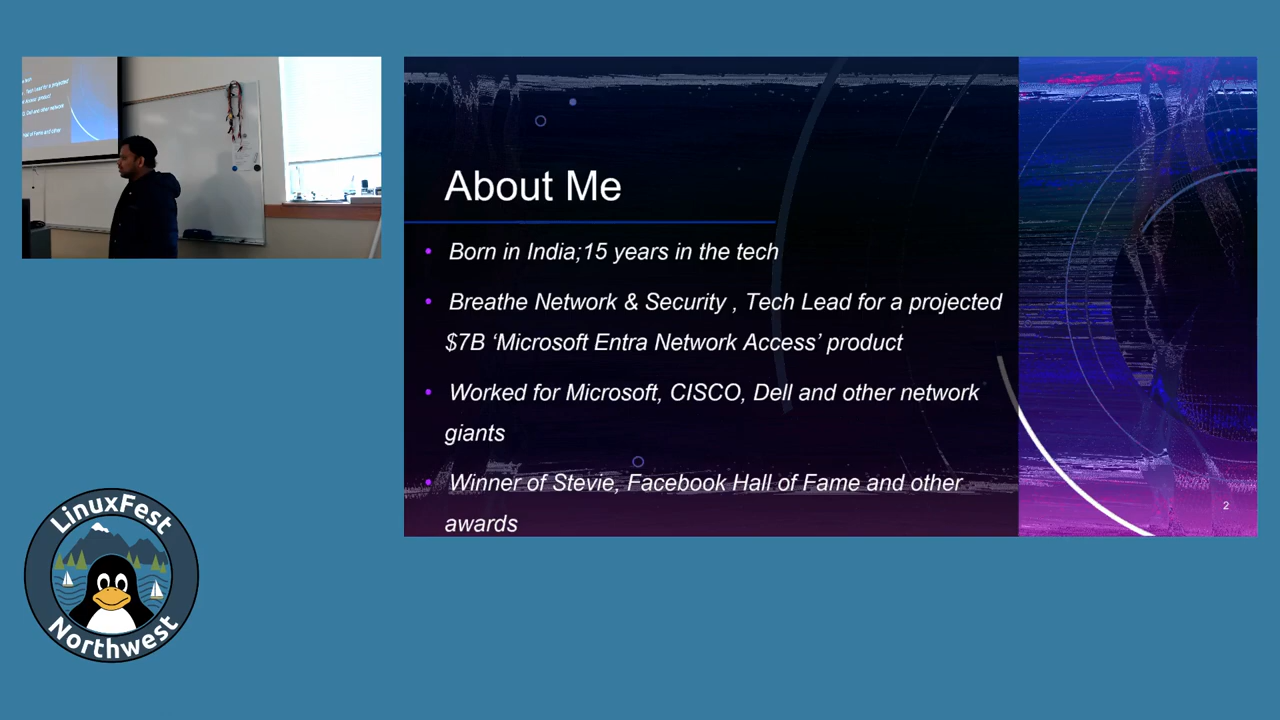 About Me
• Born in India;15 years in the tech
• Breathe Network & Security , Tech Lead for a projected
$7B ‘Microsoft Entra Network Access’ product
• Worked for Microsoft, CISCO, Dell and other network
giants
• Winner of Stevie, Facebook Hall of Fame and other
awards
2
LinuxFest
Northwest